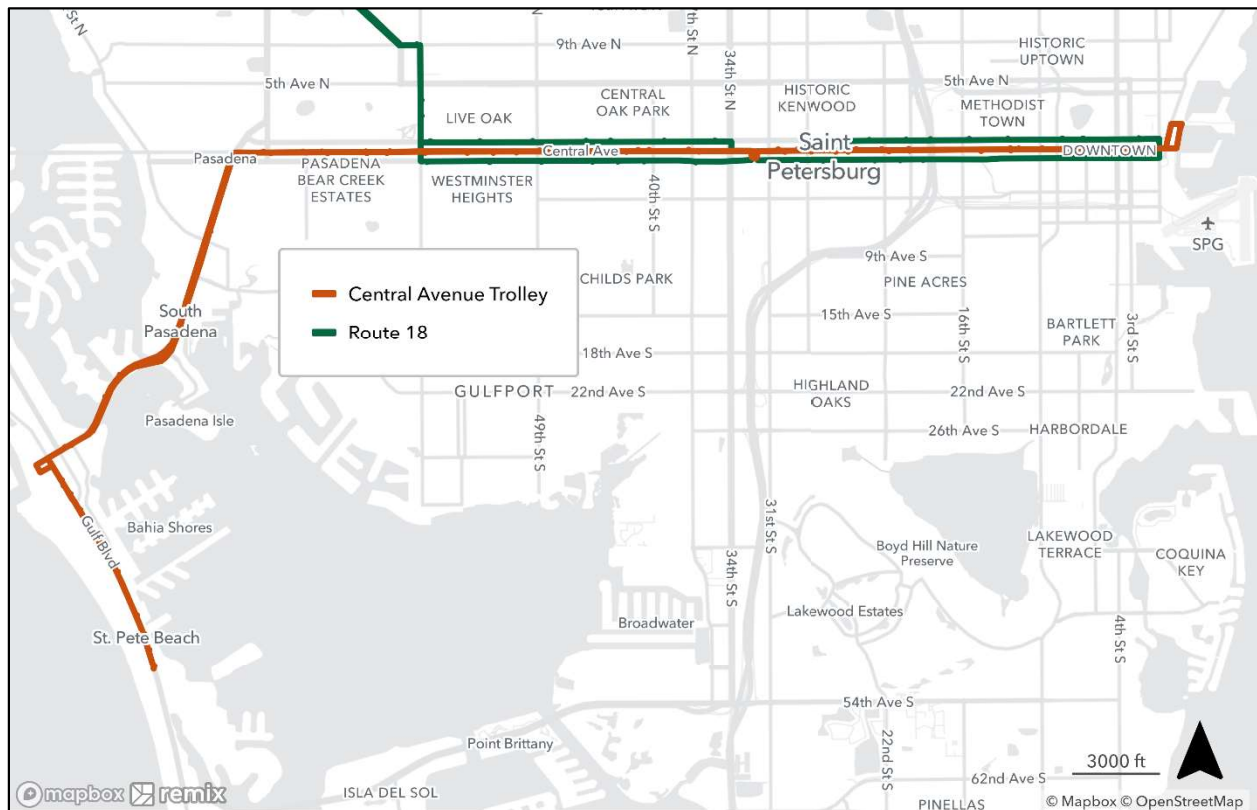 St N
9th Ave N
34th St N
HISTORIC
UPTOWN
5th Ave N
CENTRAL
OAK PARK
HISTORIC
KENWOOD
5th Ave N
METHODIST
TOWN
LIVE OAK
Saint
Petersburg
Pasadena
Central Ave
DOWNTOWN
PASADENA
BEAR CREEK
ESTATES
WESTMINSTER
HEIGHTS
40th St S
SPG
9th Ave S
CHILDS PARK
PINE ACRES
Central Avenue Trolley
Route 18
South
Pasadena
15th Ave S
16th St S
BARTLETT
PARK
3rd St S
18th Ave S
GULFPORT
22nd Ave S
HIGHLAND
OAKS
22nd Ave S
Pasadena Isle
49th St S
26th Ave S
HARBORDALE
Gulf Blvd
Bahia Shores
34th St S
31st St S
Boyd Hill Nature
Preserve
LAKEWOOD
TERRACE
COQUINA
KEY
Lakewood Estates
Broadwater
St. Pete Beach
4th St S
54th Ave S
Point Brittany
22nd St S
3000 ft
62nd Ave S
ISLA DEL SOL
PINELLAS
mapbox remix
© Mapbox © OpenStreetMap